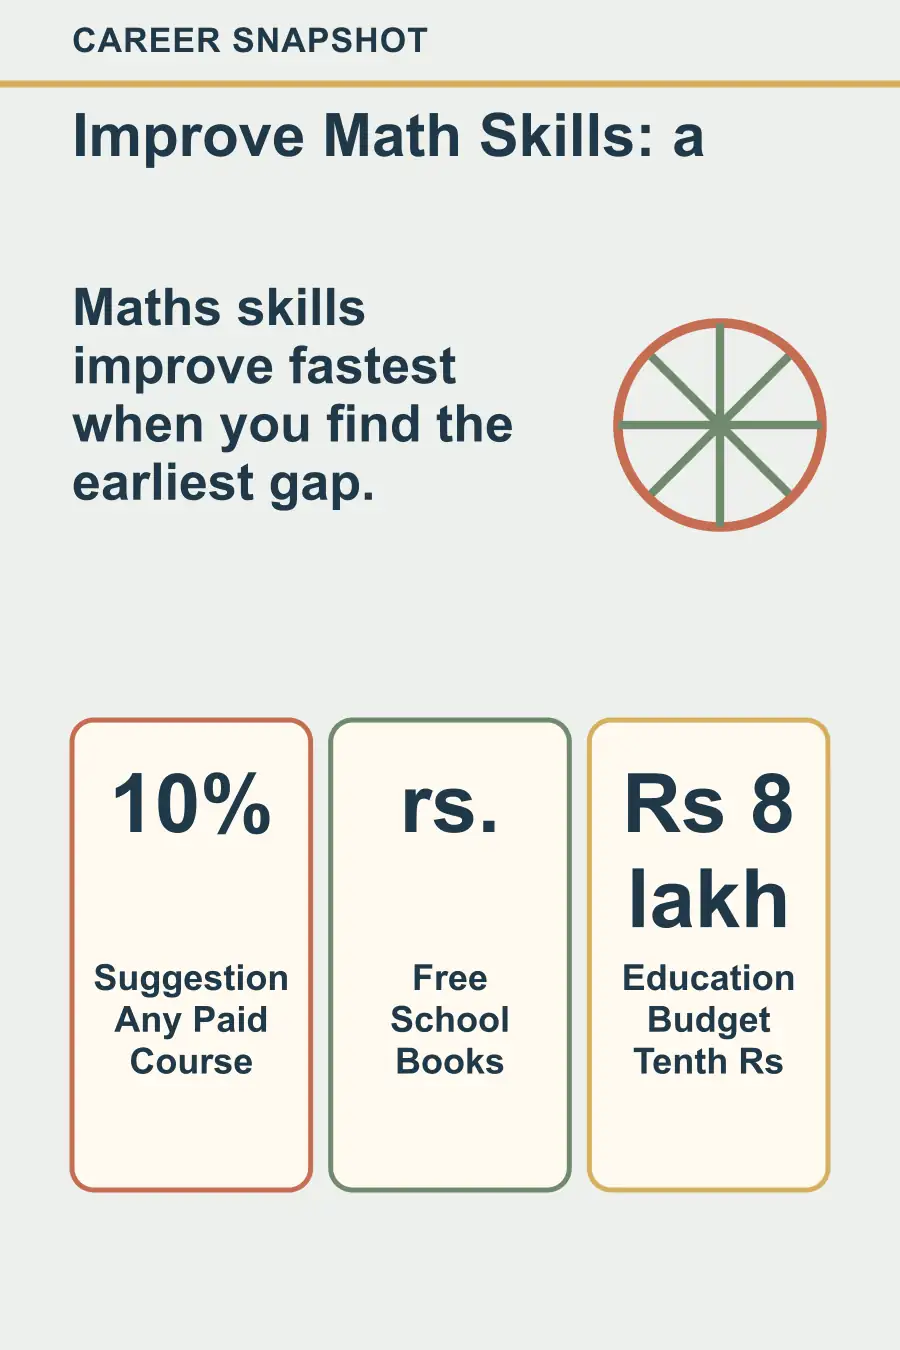 CAREER SNAPSHOT
Improve Math Skills: a
Maths skills
improve fastest
when you find the
earliest gap.
10%
Suggestion
Any Paid
Course
rs.
Free
School
Books
Rs 8
lakh
Education
Budget
Tenth Rs